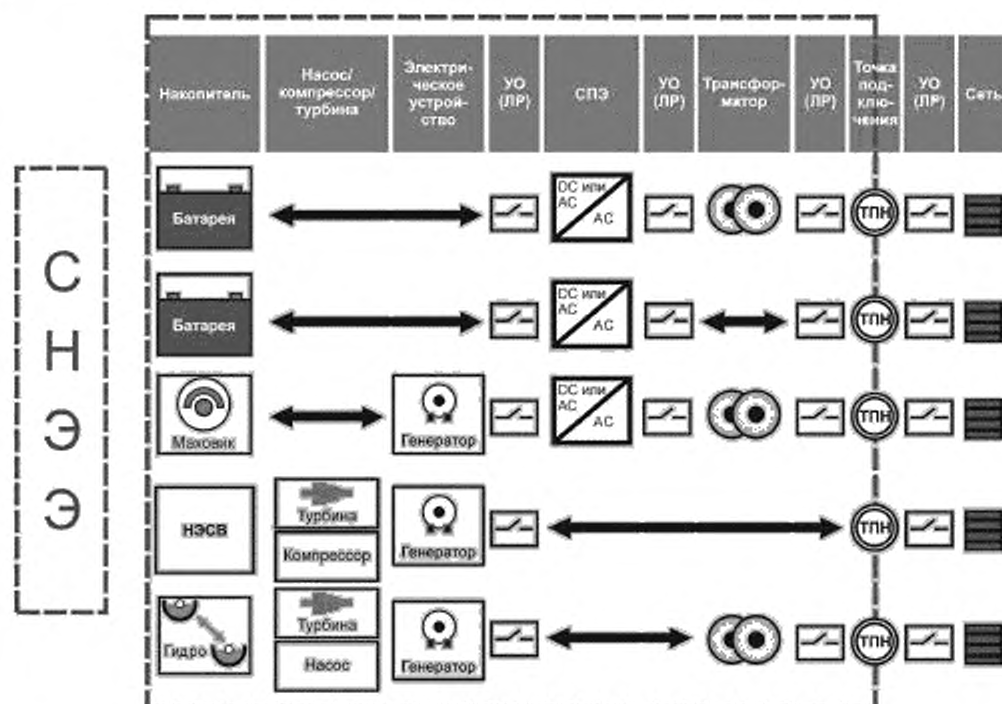 Накопитель
Насос/
компрессор/
турбина
Электри-
ческое
устрой-
ство
УО
(ЛР)
СПЭ
УО
(ЛР)
Трансфор-
матор
УО
(ЛР)
Точка
под-
клю-
чения
УО
(ЛР)
Сеть
С
Н
Э
Э
Батарея
DC или
AC
AC
ТПН
Батарея
DC или
AC
AC
ТПН
Маховик
Генератор
DC или
AC
AC
ТПН
НЭСВ
Турбина
Компрессор
Генератор
ТПН
Гидро
Турбина
Насос
Генератор
ТПН